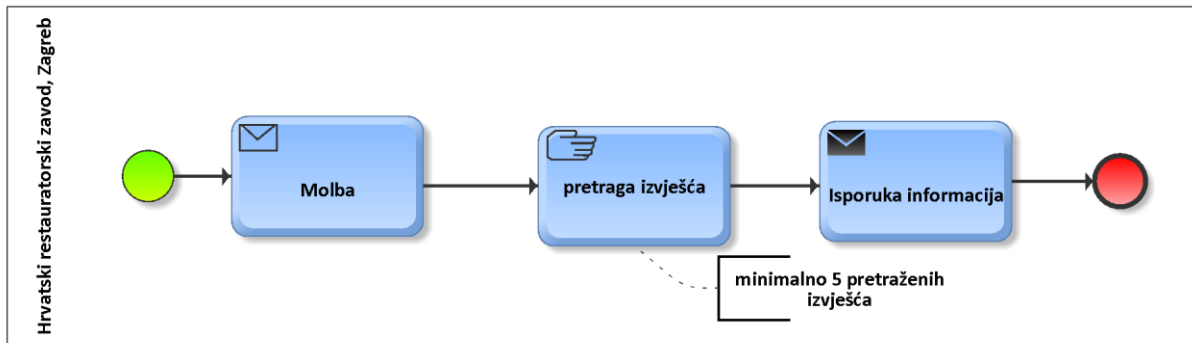 Hrvatski restauratorski zavod, Zagreb
Molba
pretraga izvješća
Isporuka informacija
minimalno 5 pretraženih
izvješća